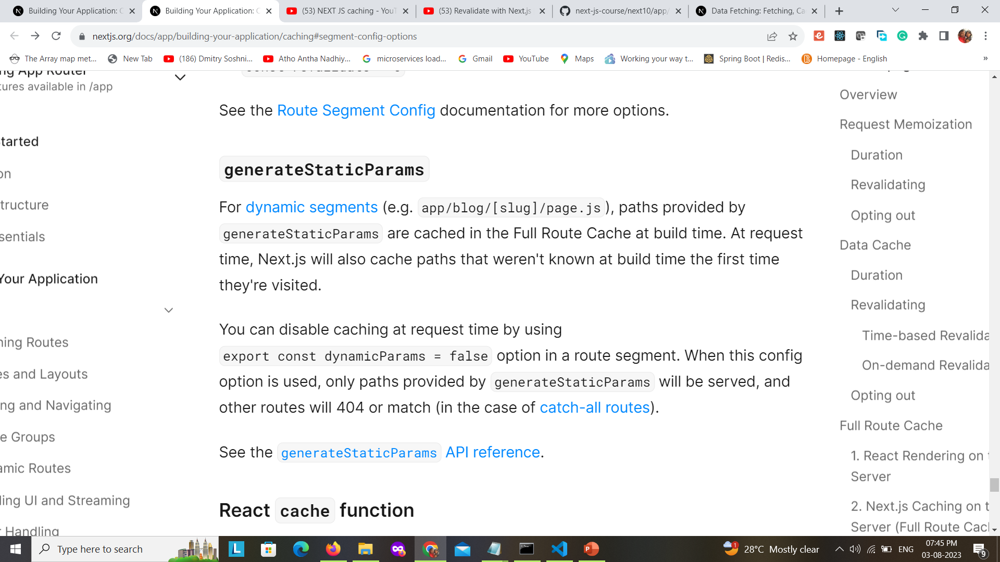 Building Your Application: C
Building Your Application: C
(53) NEXT JS caching - YouT
(53) Revalidate with Next.js
next-js-course/next10/app/
Data Fetching: Fetching, Ca
nextjs.org/docs/app/building-your-application/caching#segment-config-options
The Array map met...
New Tab
(186) Dmitry Soshni...
Atho Antha Nadhiy...
microservices load...
Gmail
YouTube
Maps
Working your way t...
Spring Boot | Redis...
Homepage - English
»
ng App Router
tures available in /app
Started
on
tructure
sentials
Your Application
ning Routes
es and Layouts
ng and Navigating
e Groups
amic Routes
ling UI and Streaming
r Handling
See the Route Segment Config documentation for more options.
generateStaticParams
For dynamic segments (e.g. app/blog/[slug]/page.js), paths provided by
generateStaticParams are cached in the Full Route Cache at build time. At request
time, Next.js will also cache paths that weren't known at build time the first time
they're visited.
You can disable caching at request time by using
export const dynamicParams = false option in a route segment. When this config
option is used, only paths provided by generateStaticParams will be served, and
other routes will 404 or match (in the case of catch-all routes).
See the generateStaticParams API reference.
React cache function
Overview
Request Memoization
Duration
Revalidating
Opting out
Data Cache
Duration
Revalidating
Time-based Revalida
On-demand Revalida
Opting out
Full Route Cache
1. React Rendering on t
Server
2. Next.js Caching on t
Server (Full Route Cac
Type here to search
28°C Mostly clear
ENG
07:45 PM
03-08-2023
9